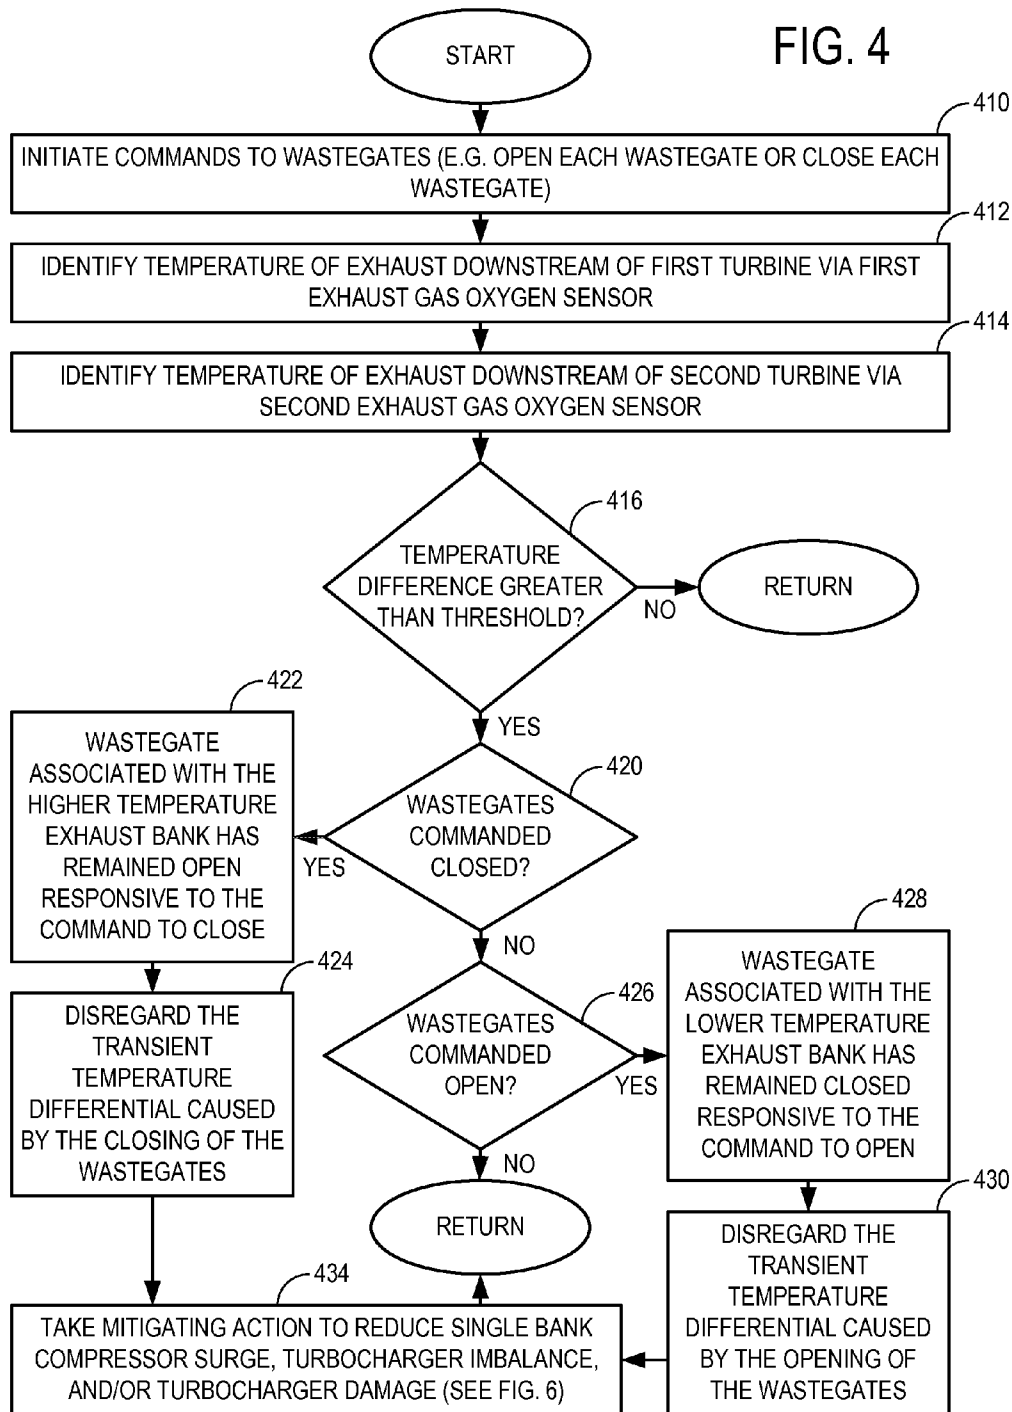 FIG. 4
START
410
INITIATE COMMANDS TO WASTEGATES (E.G. OPEN EACH WASTEGATE OR CLOSE EACH
WASTEGATE)
412
IDENTIFY TEMPERATURE OF EXHAUST DOWNSTREAM OF FIRST TURBINE VIA FIRST
EXHAUST GAS OXYGEN SENSOR
414
IDENTIFY TEMPERATURE OF EXHAUST DOWNSTREAM OF SECOND TURBINE VIA
SECOND EXHAUST GAS OXYGEN SENSOR
416
TEMPERATURE
DIFFERENCE GREATER
THAN THRESHOLD?
NO
RETURN
YES
420
WASTEGATES
COMMANDED
CLOSED?
YES
422
WASTEGATE
ASSOCIATED WITH THE
HIGHER TEMPERATURE
EXHAUST BANK HAS
REMAINED OPEN
RESPONSIVE TO THE
COMMAND TO CLOSE
424
DISREGARD THE
TRANSIENT
TEMPERATURE
DIFFERENTIAL CAUSED
BY THE CLOSING OF THE
WASTEGATES
NO
426
WASTEGATES
COMMANDED
OPEN?
YES
428
WASTEGATE
ASSOCIATED WITH THE
LOWER TEMPERATURE
EXHAUST BANK HAS
REMAINED CLOSED
RESPONSIVE TO THE
COMMAND TO OPEN
430
DISREGARD THE
TRANSIENT
TEMPERATURE
DIFFERENTIAL CAUSED
BY THE OPENING OF
THE WASTEGATES
NO
RETURN
434
TAKE MITIGATING ACTION TO REDUCE SINGLE BANK
COMPRESSOR SURGE, TURBOCHARGER IMBALANCE,
AND/OR TURBOCHARGER DAMAGE (SEE FIG. 6)